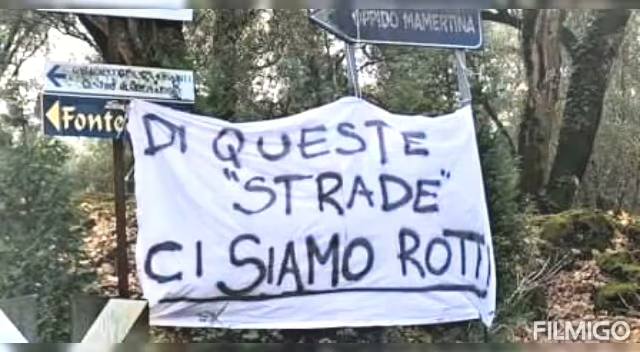 OPPIDO MAMERTINA
Fonte
DI QUESTE
"STRADE"
CI SIAMO ROTTI
FILMIGO